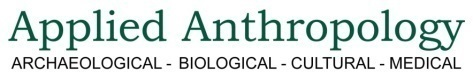 Applied Anthropology
ARCHAEOLOGICAL - BIOLOGICAL - CULTURAL - MEDICAL